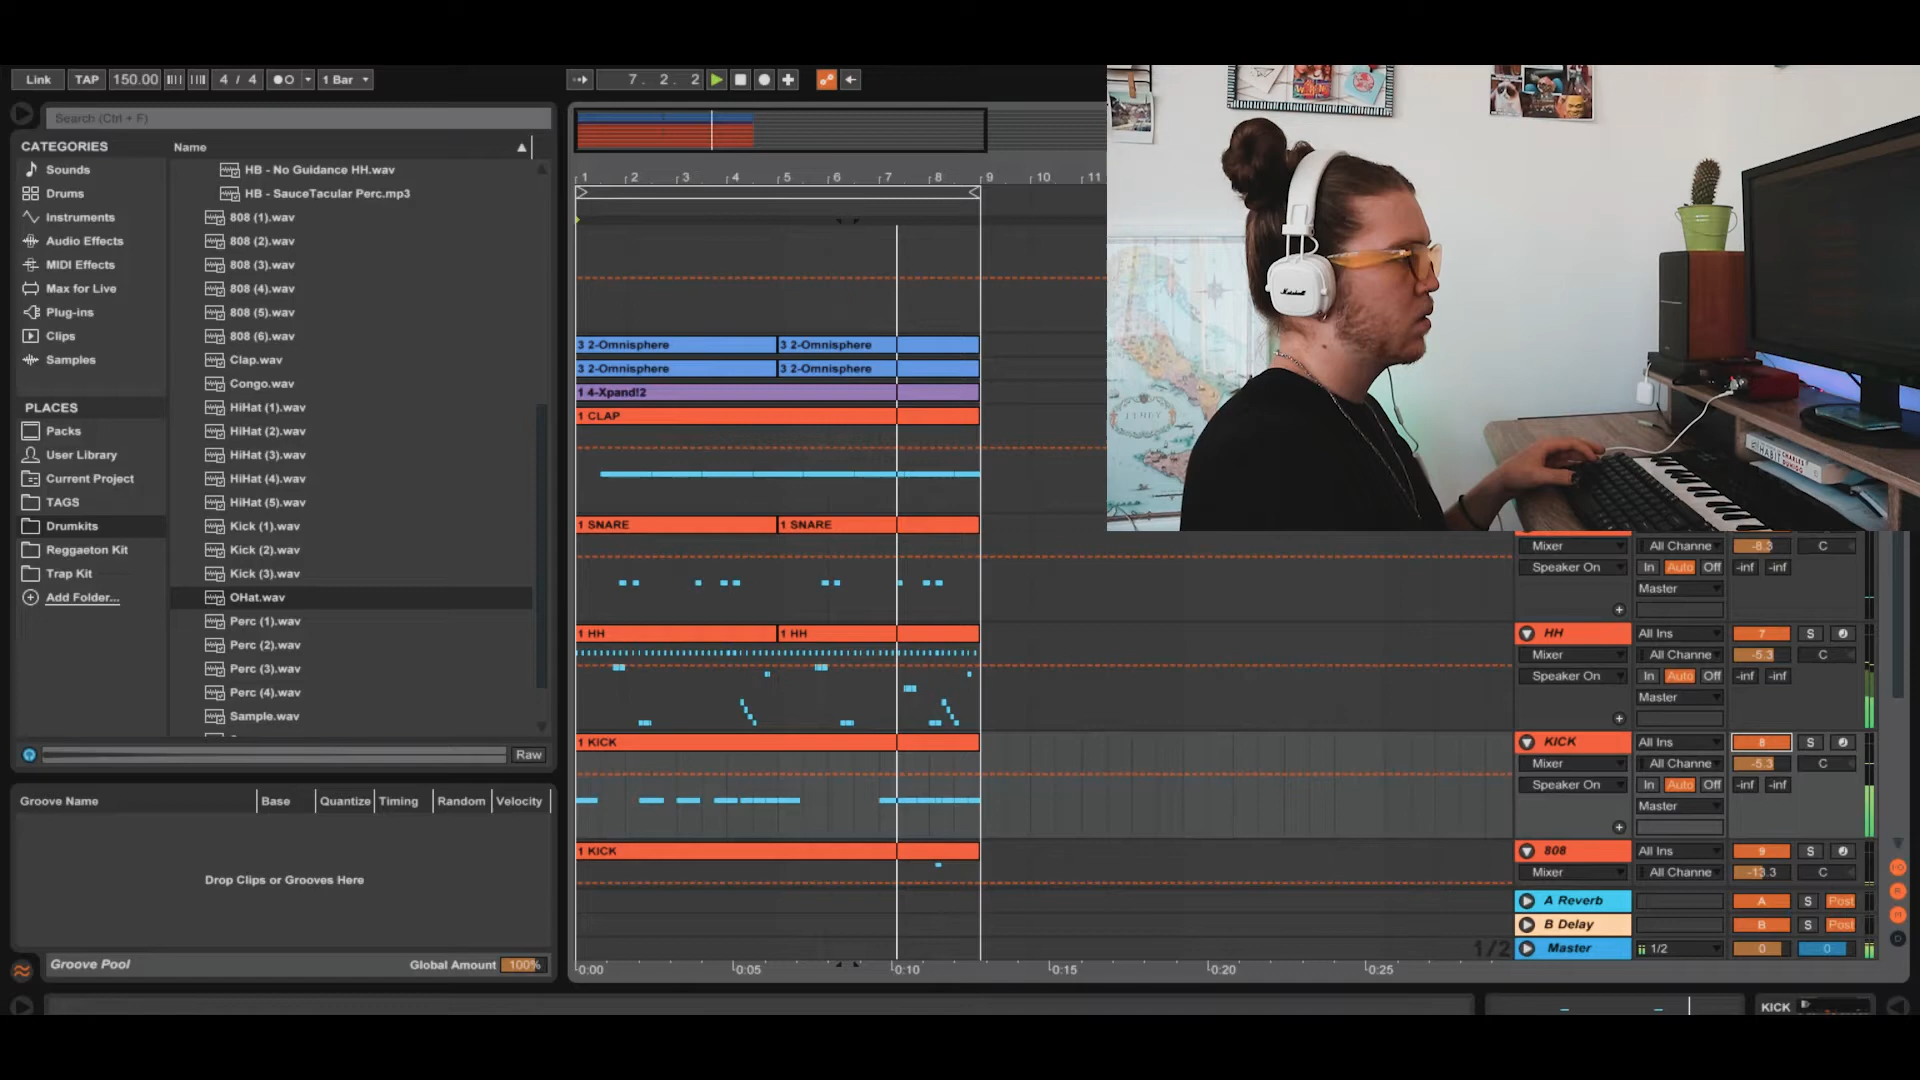 Link TAP 150.00 4 / 4 1 Bar 7. 2. 2
Search (Ctrl + F)
CATEGORIES
Sounds
Drums
Instruments
Audio Effects
MIDI Effects
Max for Live
Plug-ins
Clips
Samples
PLACES
Packs
User Library
Current Project
TAGS
Drumkits
Reggaeton Kit
Trap Kit
Add Folder...
Name
HB - No Guidance HH.wav
HB - SauceTacular Perc.mp3
808 (1).wav
808 (2).wav
808 (3).wav
808 (4).wav
808 (5).wav
808 (6).wav
Clap.wav
Congo.wav
HiHat (1).wav
HiHat (2).wav
HiHat (3).wav
HiHat (4).wav
HiHat (5).wav
Kick (1).wav
Kick (2).wav
Kick (3).wav
OHat.wav
Perc (1).wav
Perc (2).wav
Perc (3).wav
Perc (4).wav
Sample.wav
Raw
Groove Name Base Quantize Timing Random Velocity
Drop Clips or Grooves Here
Groove Pool Global Amount 100%
1 2 3 4 5 6 7 8 9 10 11
3 2-Omnisphere 3 2-Omnisphere
3 2-Omnisphere 3 2-Omnisphere
1 4-Xpand!2
1 CLAP
1 SNARE 1 SNARE
1 HH 1 HH
1 KICK
1 KICK
0:00 0:05 0:10 0:15 0:20 0:25
1/2
Marshall
Mixer All Channe -8.3 C
Speaker On In Auto Off -inf -inf
Master
HH All Ins 7 S
Mixer All Channe -5.3 C
Speaker On In Auto Off -inf -inf
Master
KICK All Ins 8 S
Mixer All Channe -5.3 C
Speaker On In Auto Off -inf -inf
Master
808 All Ins 9 S
Mixer All Channe -13.3 C
A Reverb A S Post
B Delay B S Post
Master 1/2 0 0
KICK